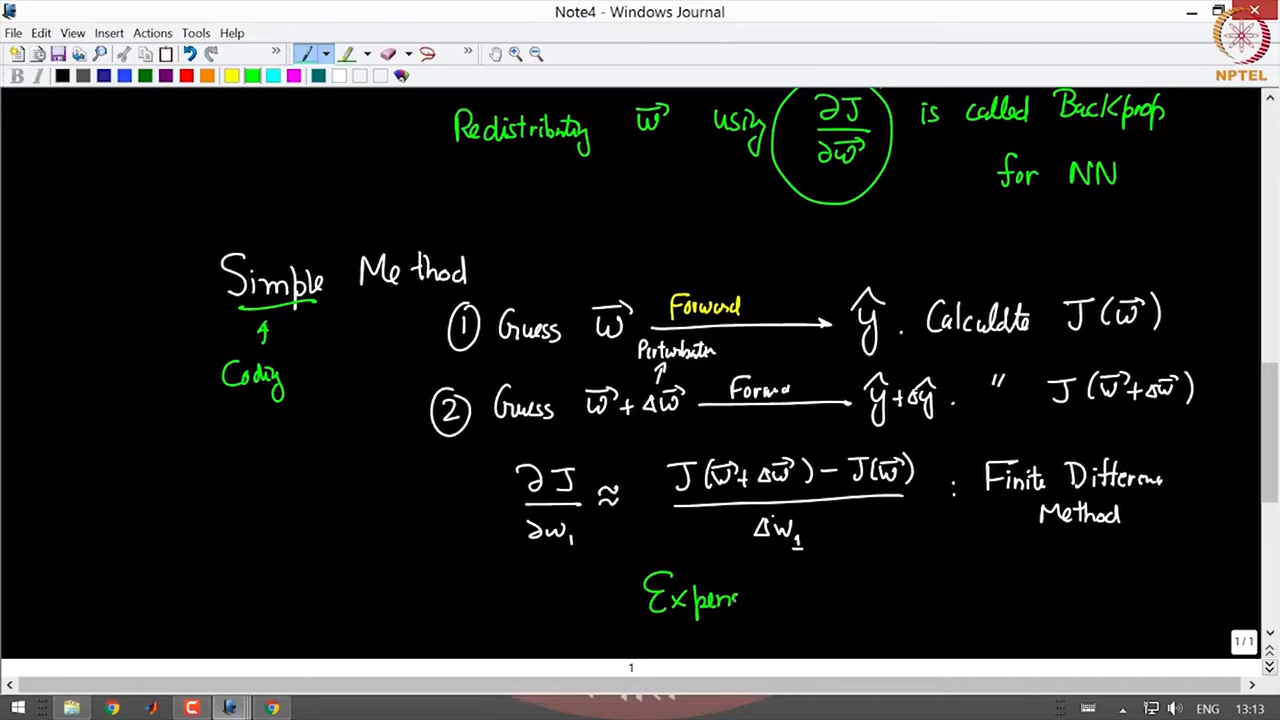 Note4 - Windows Journal
File Edit View Insert Actions Tools Help
NPTEL
Redistributing w⃗ using ∂J/∂w⃗ is called Backprop
for NN
Simple Method
Coding
① Guess w⃗ Forward ŷ. Calculate J(w⃗)
Perturbation
② Guess w⃗ + Δw⃗ Forwa ŷ+Δŷ. " J(w⃗+Δw⃗)
∂J/∂w₁ ≈ J(w⃗+Δw⃗) − J(w⃗) / Δw₁ : Finite Difference
Method
Expen
1/1
1
ENG 13:13